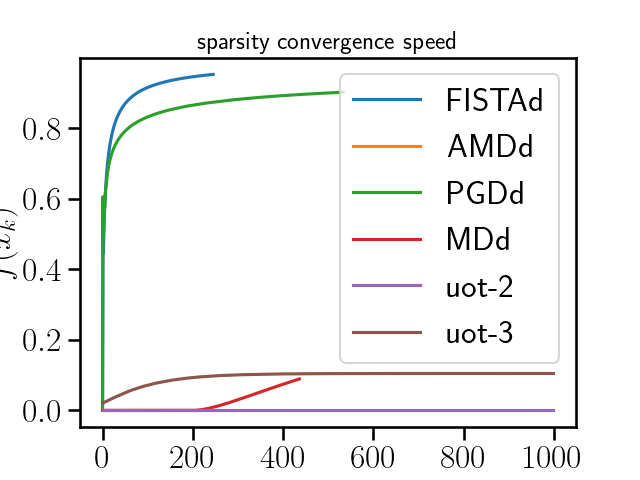 sparsity convergence speed
f(x_k)
0.8
0.6
0.4
0.2
0.0
0 200 400 600 800 1000
FISTAd
AMDd
PGDd
MDd
uot-2
uot-3